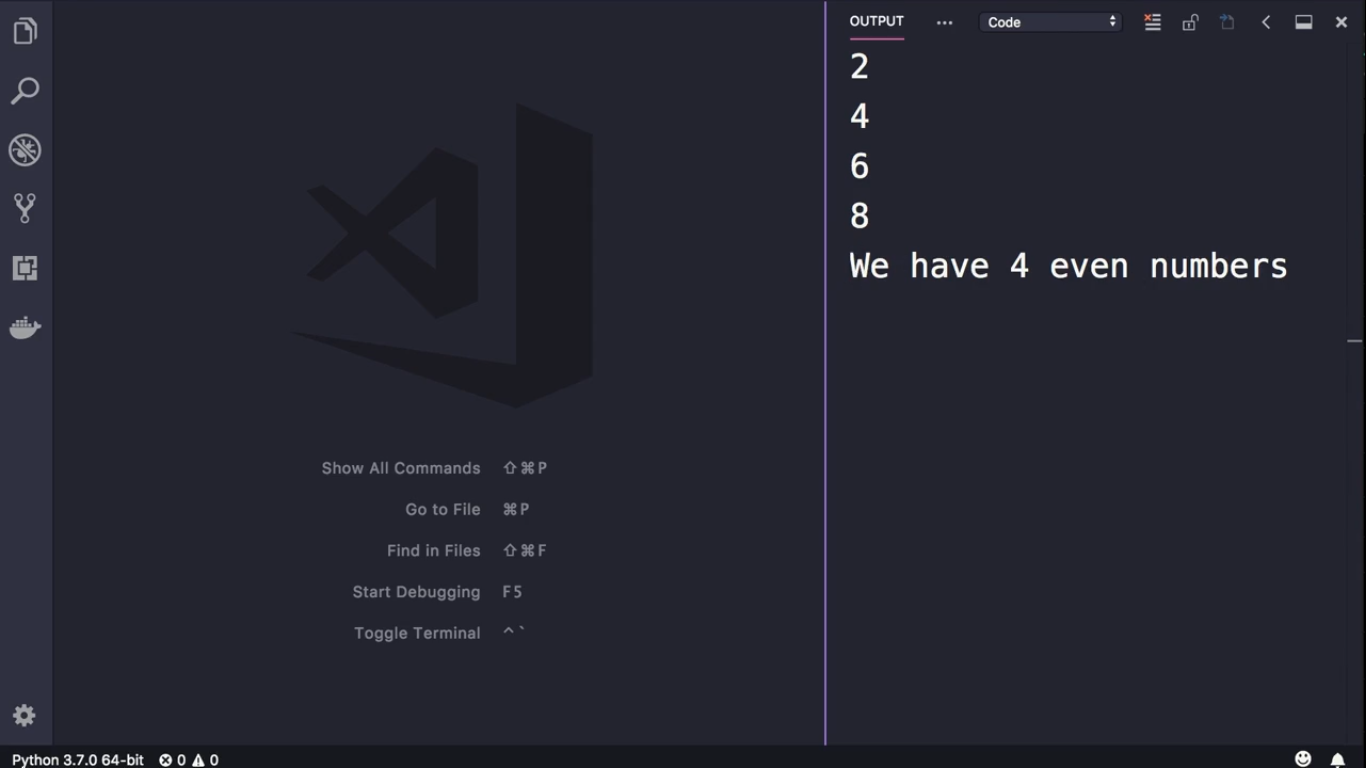 OUTPUT ... Code
2
4
6
8
We have 4 even numbers
Show All Commands ⇧⌘P
Go to File ⌘P
Find in Files ⇧⌘F
Start Debugging F5
Toggle Terminal ^`
Python 3.7.0 64-bit 0 0